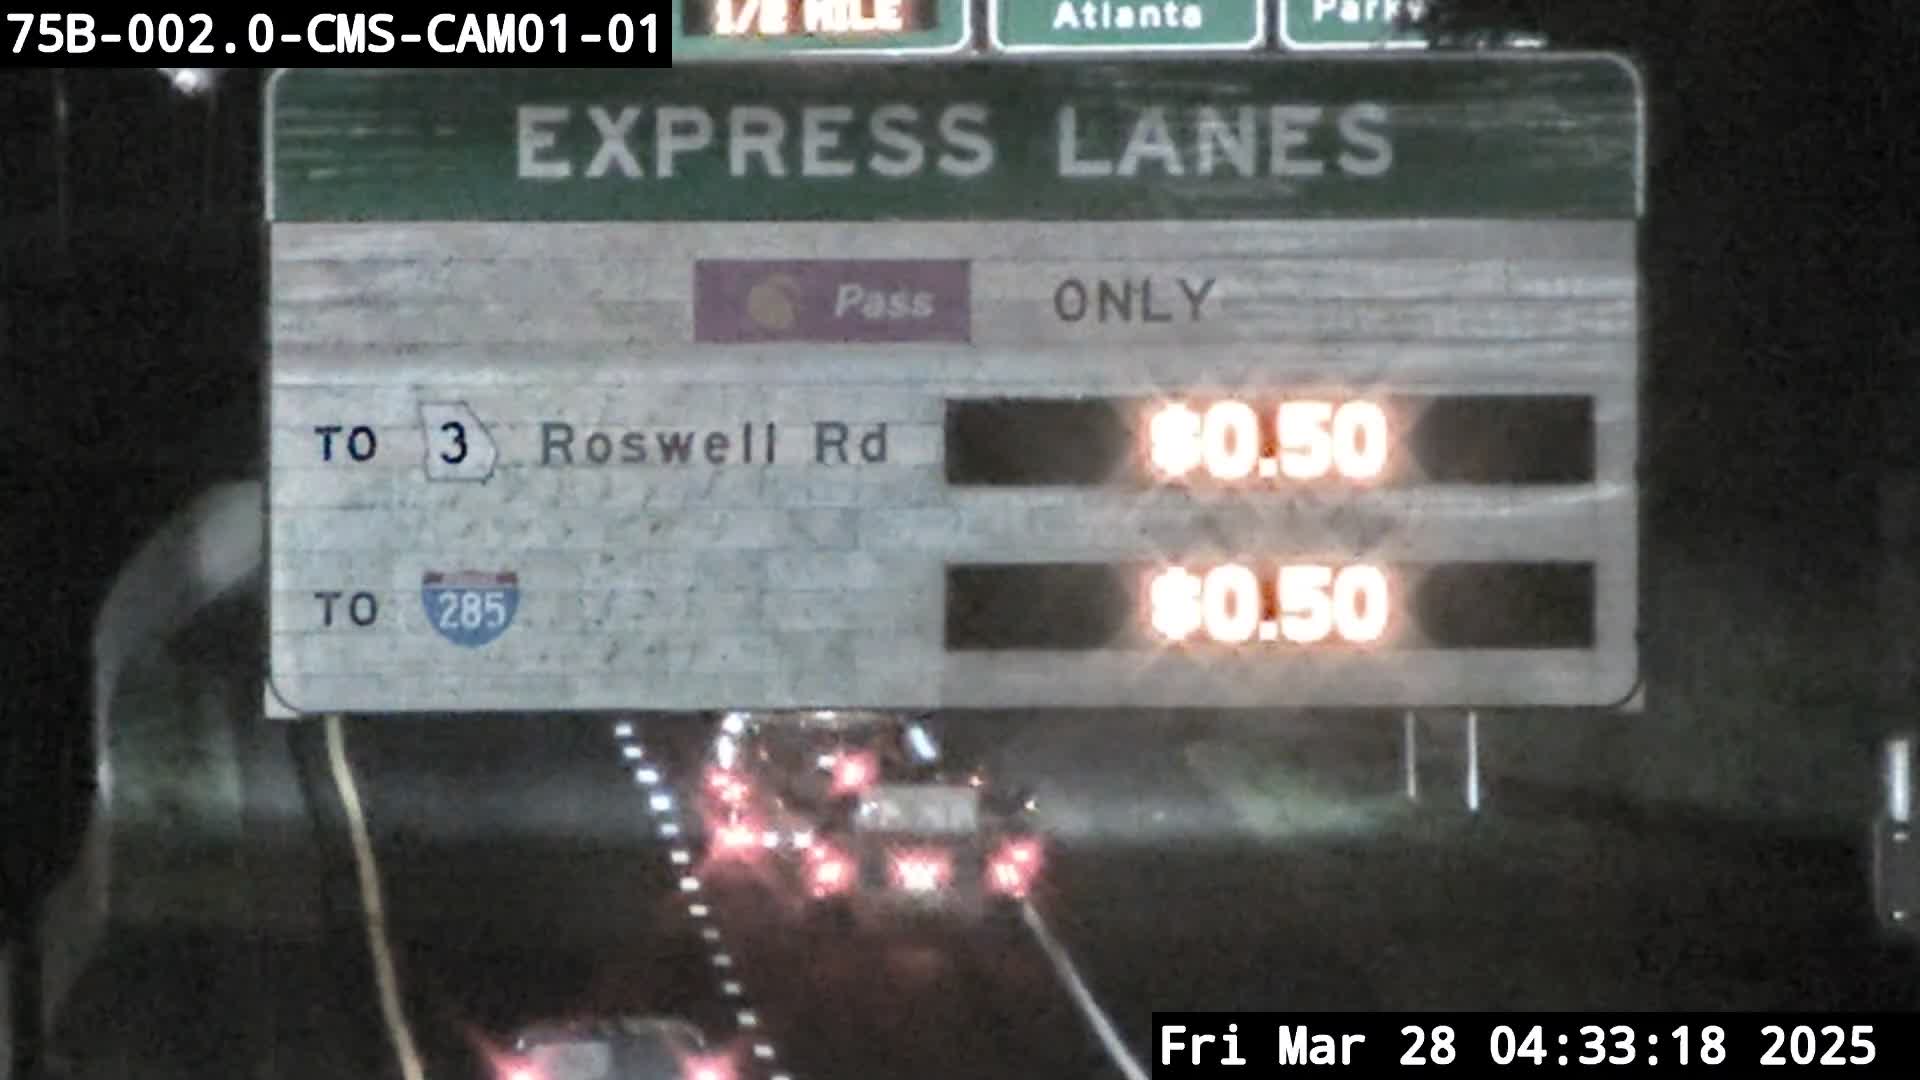 75B-002.0-CMS-CAM01-01
1/2 MILE
Atlanta
EXPRESS LANES
Pass ONLY
TO 3 Roswell Rd $0.50
TO 285 $0.50
Fri Mar 28 04:33:18 2025